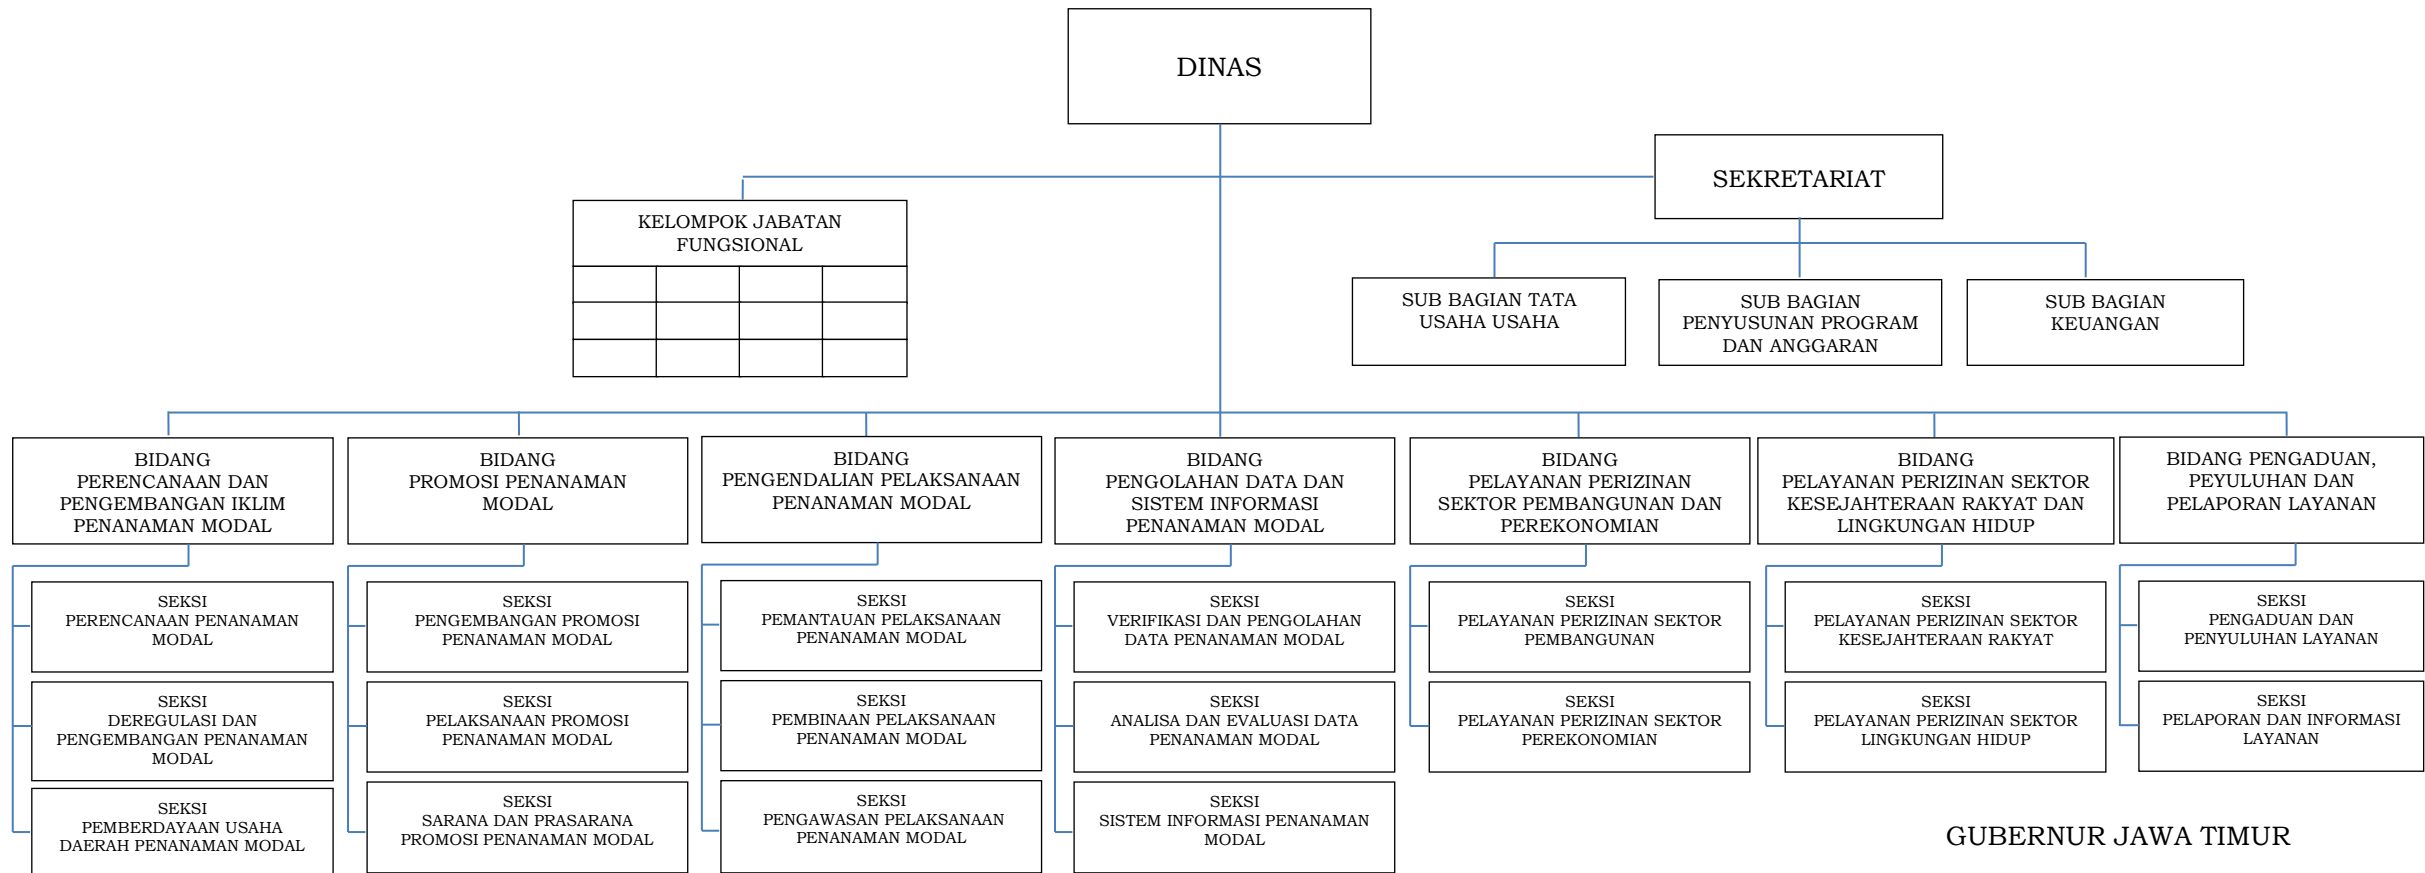 DINAS
SEKRETARIAT
KELOMPOK JABATAN
FUNGSIONAL
SUB BAGIAN TATA
USAHA USAHA
SUB BAGIAN
PENYUSUNAN PROGRAM
DAN ANGGARAN
SUB BAGIAN
KEUANGAN
BIDANG
PERENCANAAN DAN
PENGEMBANGAN IKLIM
PENANAMAN MODAL
BIDANG
PROMOSI PENANAMAN
MODAL
BIDANG
PENGENDALIAN PELAKSANAAN
PENANAMAN MODAL
BIDANG
PENGOLAHAN DATA DAN
SISTEM INFORMASI
PENANAMAN MODAL
BIDANG
PELAYANAN PERIZINAN
SEKTOR PEMBANGUNAN DAN
PEREKONOMIAN
BIDANG
PELAYANAN PERIZINAN SEKTOR
KESEJAHTERAAN RAKYAT DAN
LINGKUNGAN HIDUP
BIDANG PENGADUAN,
PEYULUHAN DAN
PELAPORAN LAYANAN
SEKSI
PERENCANAAN PENANAMAN
MODAL
SEKSI
PENGEMBANGAN PROMOSI
PENANAMAN MODAL
SEKSI
PEMANTAUAN PELAKSANAAN
PENANAMAN MODAL
SEKSI
VERIFIKASI DAN PENGOLAHAN
DATA PENANAMAN MODAL
SEKSI
PELAYANAN PERIZINAN SEKTOR
PEMBANGUNAN
SEKSI
PELAYANAN PERIZINAN SEKTOR
KESEJAHTERAAN RAKYAT
SEKSI
PENGADUAN DAN
PENYULUHAN LAYANAN
SEKSI
DEREGULASI DAN
PENGEMBANGAN PENANAMAN
MODAL
SEKSI
PELAKSANAAN PROMOSI
PENANAMAN MODAL
SEKSI
PEMBINAAN PELAKSANAAN
PENANAMAN MODAL
SEKSI
ANALISA DAN EVALUASI DATA
PENANAMAN MODAL
SEKSI
PELAYANAN PERIZINAN SEKTOR
PEREKONOMIAN
SEKSI
PELAYANAN PERIZINAN SEKTOR
LINGKUNGAN HIDUP
SEKSI
PELAPORAN DAN INFORMASI
LAYANAN
SEKSI
PEMBERDAYAAN USAHA
DAERAH PENANAMAN MODAL
SEKSI
SARANA DAN PRASARANA
PROMOSI PENANAMAN MODAL
SEKSI
PENGAWASAN PELAKSANAAN
PENANAMAN MODAL
SEKSI
SISTEM INFORMASI PENANAMAN
MODAL
GUBERNUR JAWA TIMUR